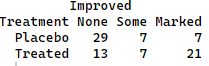 Improved
Treatment None Some Marked
Placebo 29 7 7
Treated 13 7 21